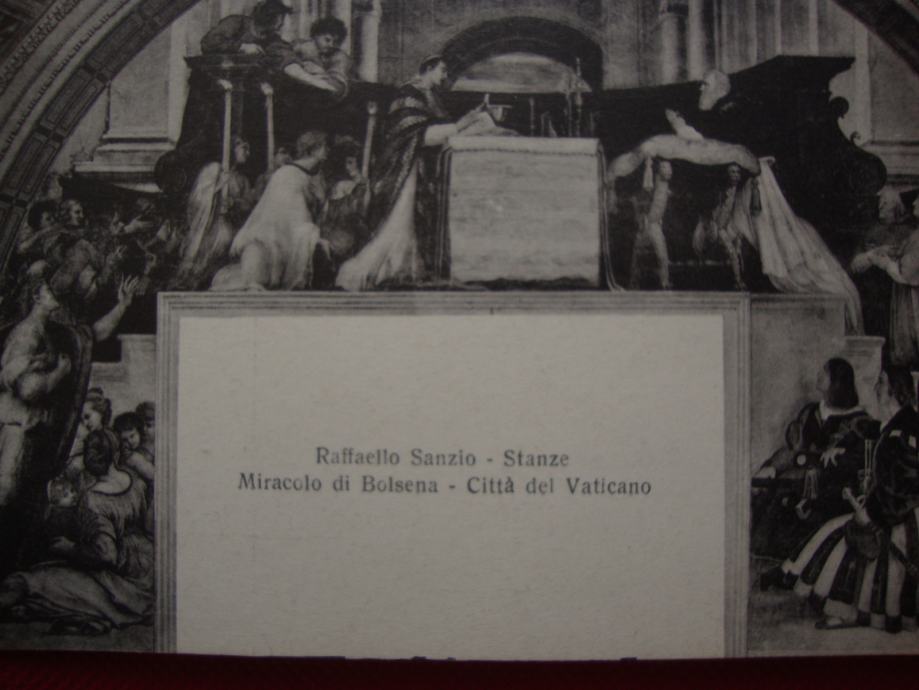 Raffaello Sanzio - Stanze
Miracolo di Bolsena - Città del Vaticano